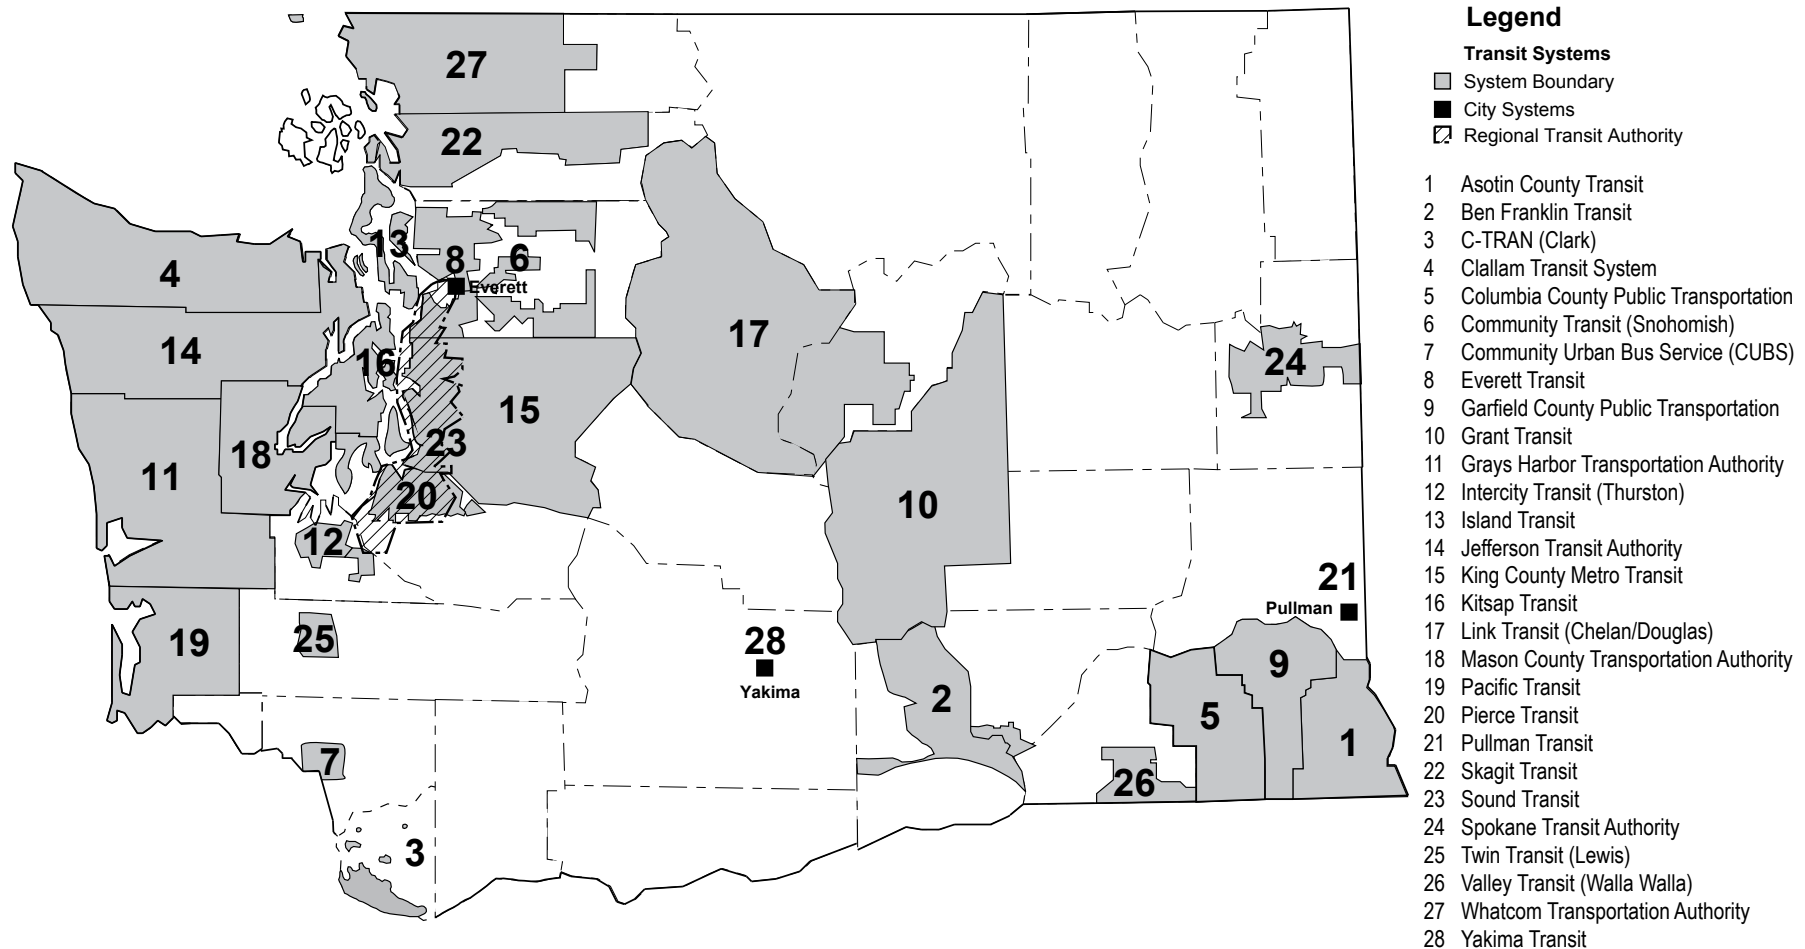 Legend
Transit Systems
System Boundary
City Systems
Regional Transit Authority
1 Asotin County Transit
2 Ben Franklin Transit
3 C-TRAN (Clark)
4 Clallam Transit System
5 Columbia County Public Transportation
6 Community Transit (Snohomish)
7 Community Urban Bus Service (CUBS)
8 Everett Transit
9 Garfield County Public Transportation
10 Grant Transit
11 Grays Harbor Transportation Authority
12 Intercity Transit (Thurston)
13 Island Transit
14 Jefferson Transit Authority
15 King County Metro Transit
16 Kitsap Transit
17 Link Transit (Chelan/Douglas)
18 Mason County Transportation Authority
19 Pacific Transit
20 Pierce Transit
21 Pullman Transit
22 Skagit Transit
23 Sound Transit
24 Spokane Transit Authority
25 Twin Transit (Lewis)
26 Valley Transit (Walla Walla)
27 Whatcom Transportation Authority
28 Yakima Transit
27
22
13
8
6
4
Everett
17
14
16
24
15
23
18
11
20
10
12
21
Pullman
19
25
28
Yakima
9
2
5
1
7
26
3